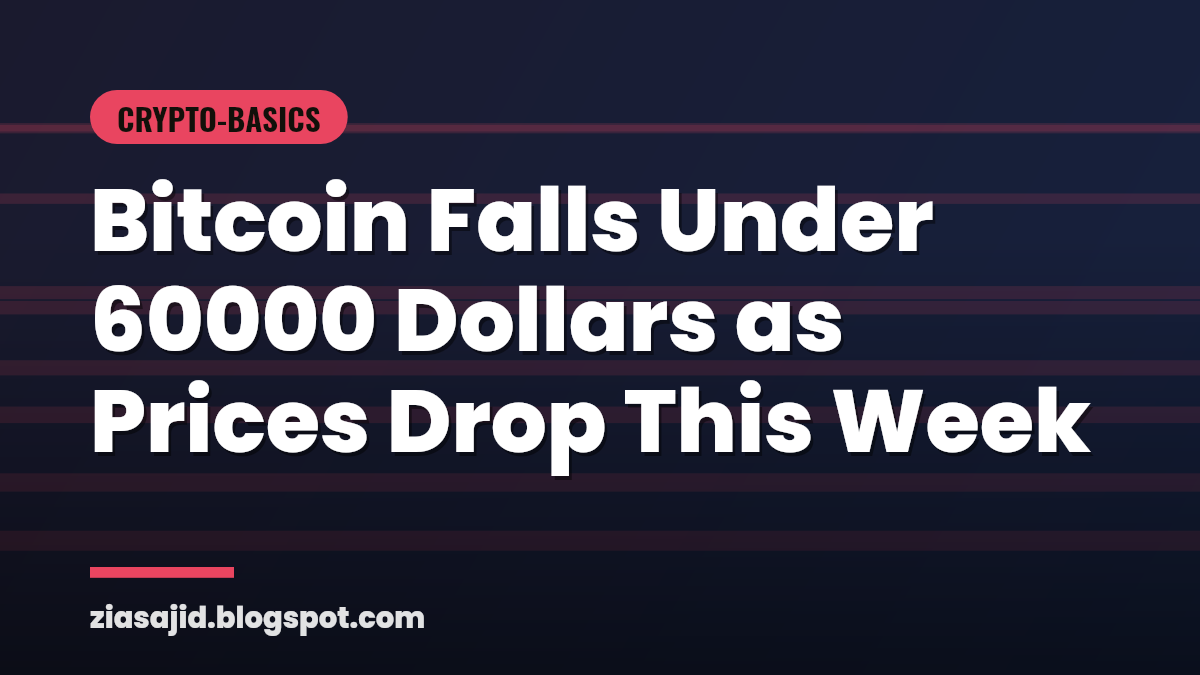 CRYPTO-BASICS
Bitcoin Falls Under
60000 Dollars as
Prices Drop This Week
ziasajid.blogspot.com